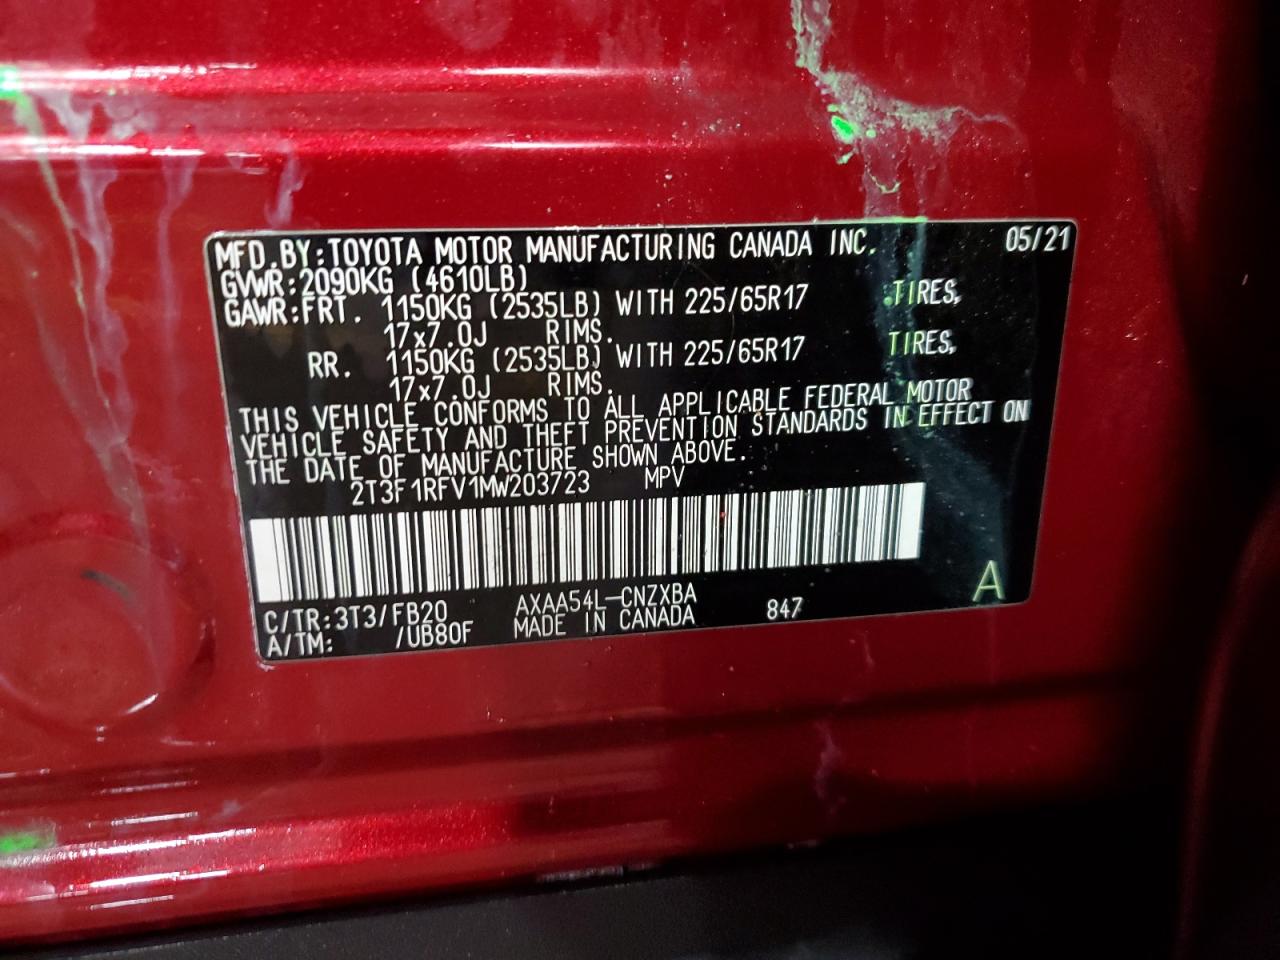 MFD.BY:TOYOTA MOTOR MANUFACTURING CANADA INC. 05/21
GVWR:2090KG (4610LB)
GAWR:FRT. 1150KG (2535LB) WITH 225/65R17 TIRES,
17x7.0J RIMS.
RR. 1150KG (2535LB) WITH 225/65R17 TIRES,
17x7.0J RIMS.
THIS VEHICLE CONFORMS TO ALL APPLICABLE FEDERAL MOTOR
VEHICLE SAFETY AND THEFT PREVENTION STANDARDS IN EFFECT ON
THE DATE OF MANUFACTURE SHOWN ABOVE.
2T3F1RFV1MW203723 MPV
C/TR:3T3/FB20 AXAA54L-CNZXBA 847 A
A/TM: /UB80F MADE IN CANADA